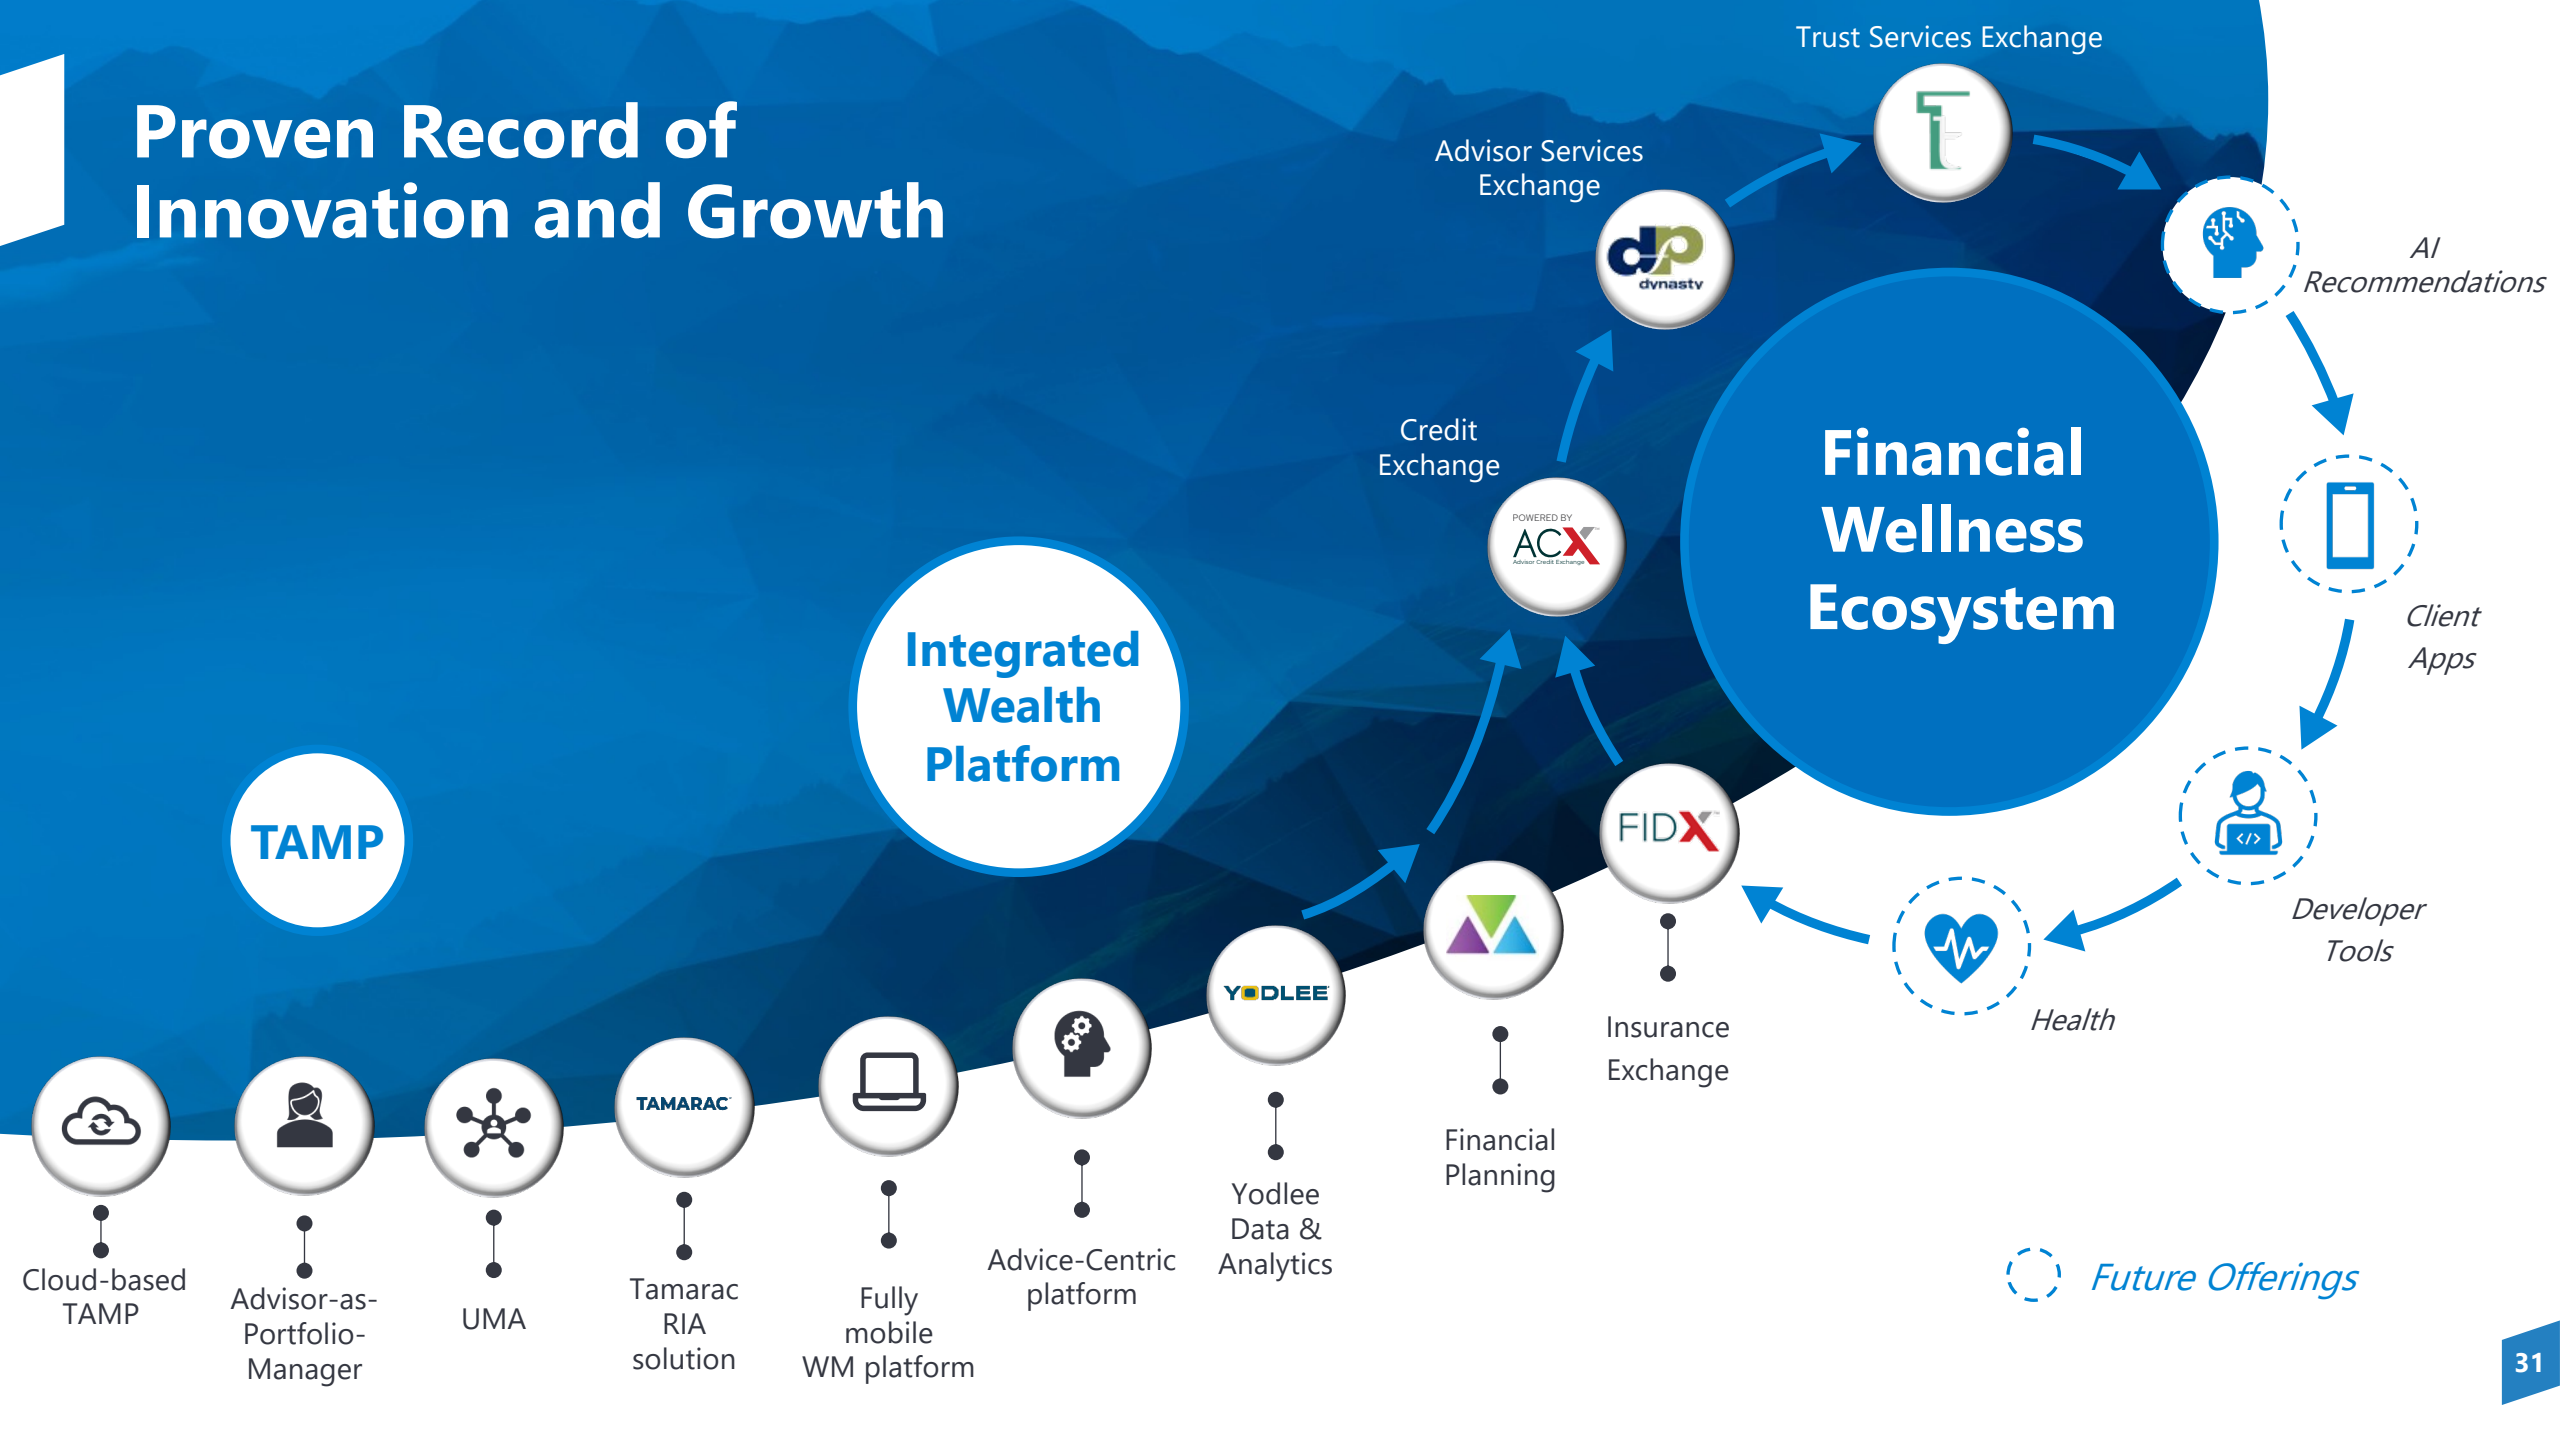 Proven Record of
Innovation and Growth
Trust Services Exchange
Advisor Services
Exchange
dynasty
AI
Recommendations
Credit
Exchange
POWERED BY
ACX
Advisor Credit Exchange
Financial
Wellness
Ecosystem
Client
Apps
Integrated
Wealth
Platform
TAMP
FIDX
Developer
Tools
Health
Insurance
Exchange
YODLEE
TAMARAC
Financial
Planning
Yodlee
Data &
Analytics
Advice-Centric
platform
Cloud-based
TAMP
Advisor-as-
Portfolio-
Manager
UMA
Tamarac
RIA
solution
Fully
mobile
WM platform
Future Offerings
31